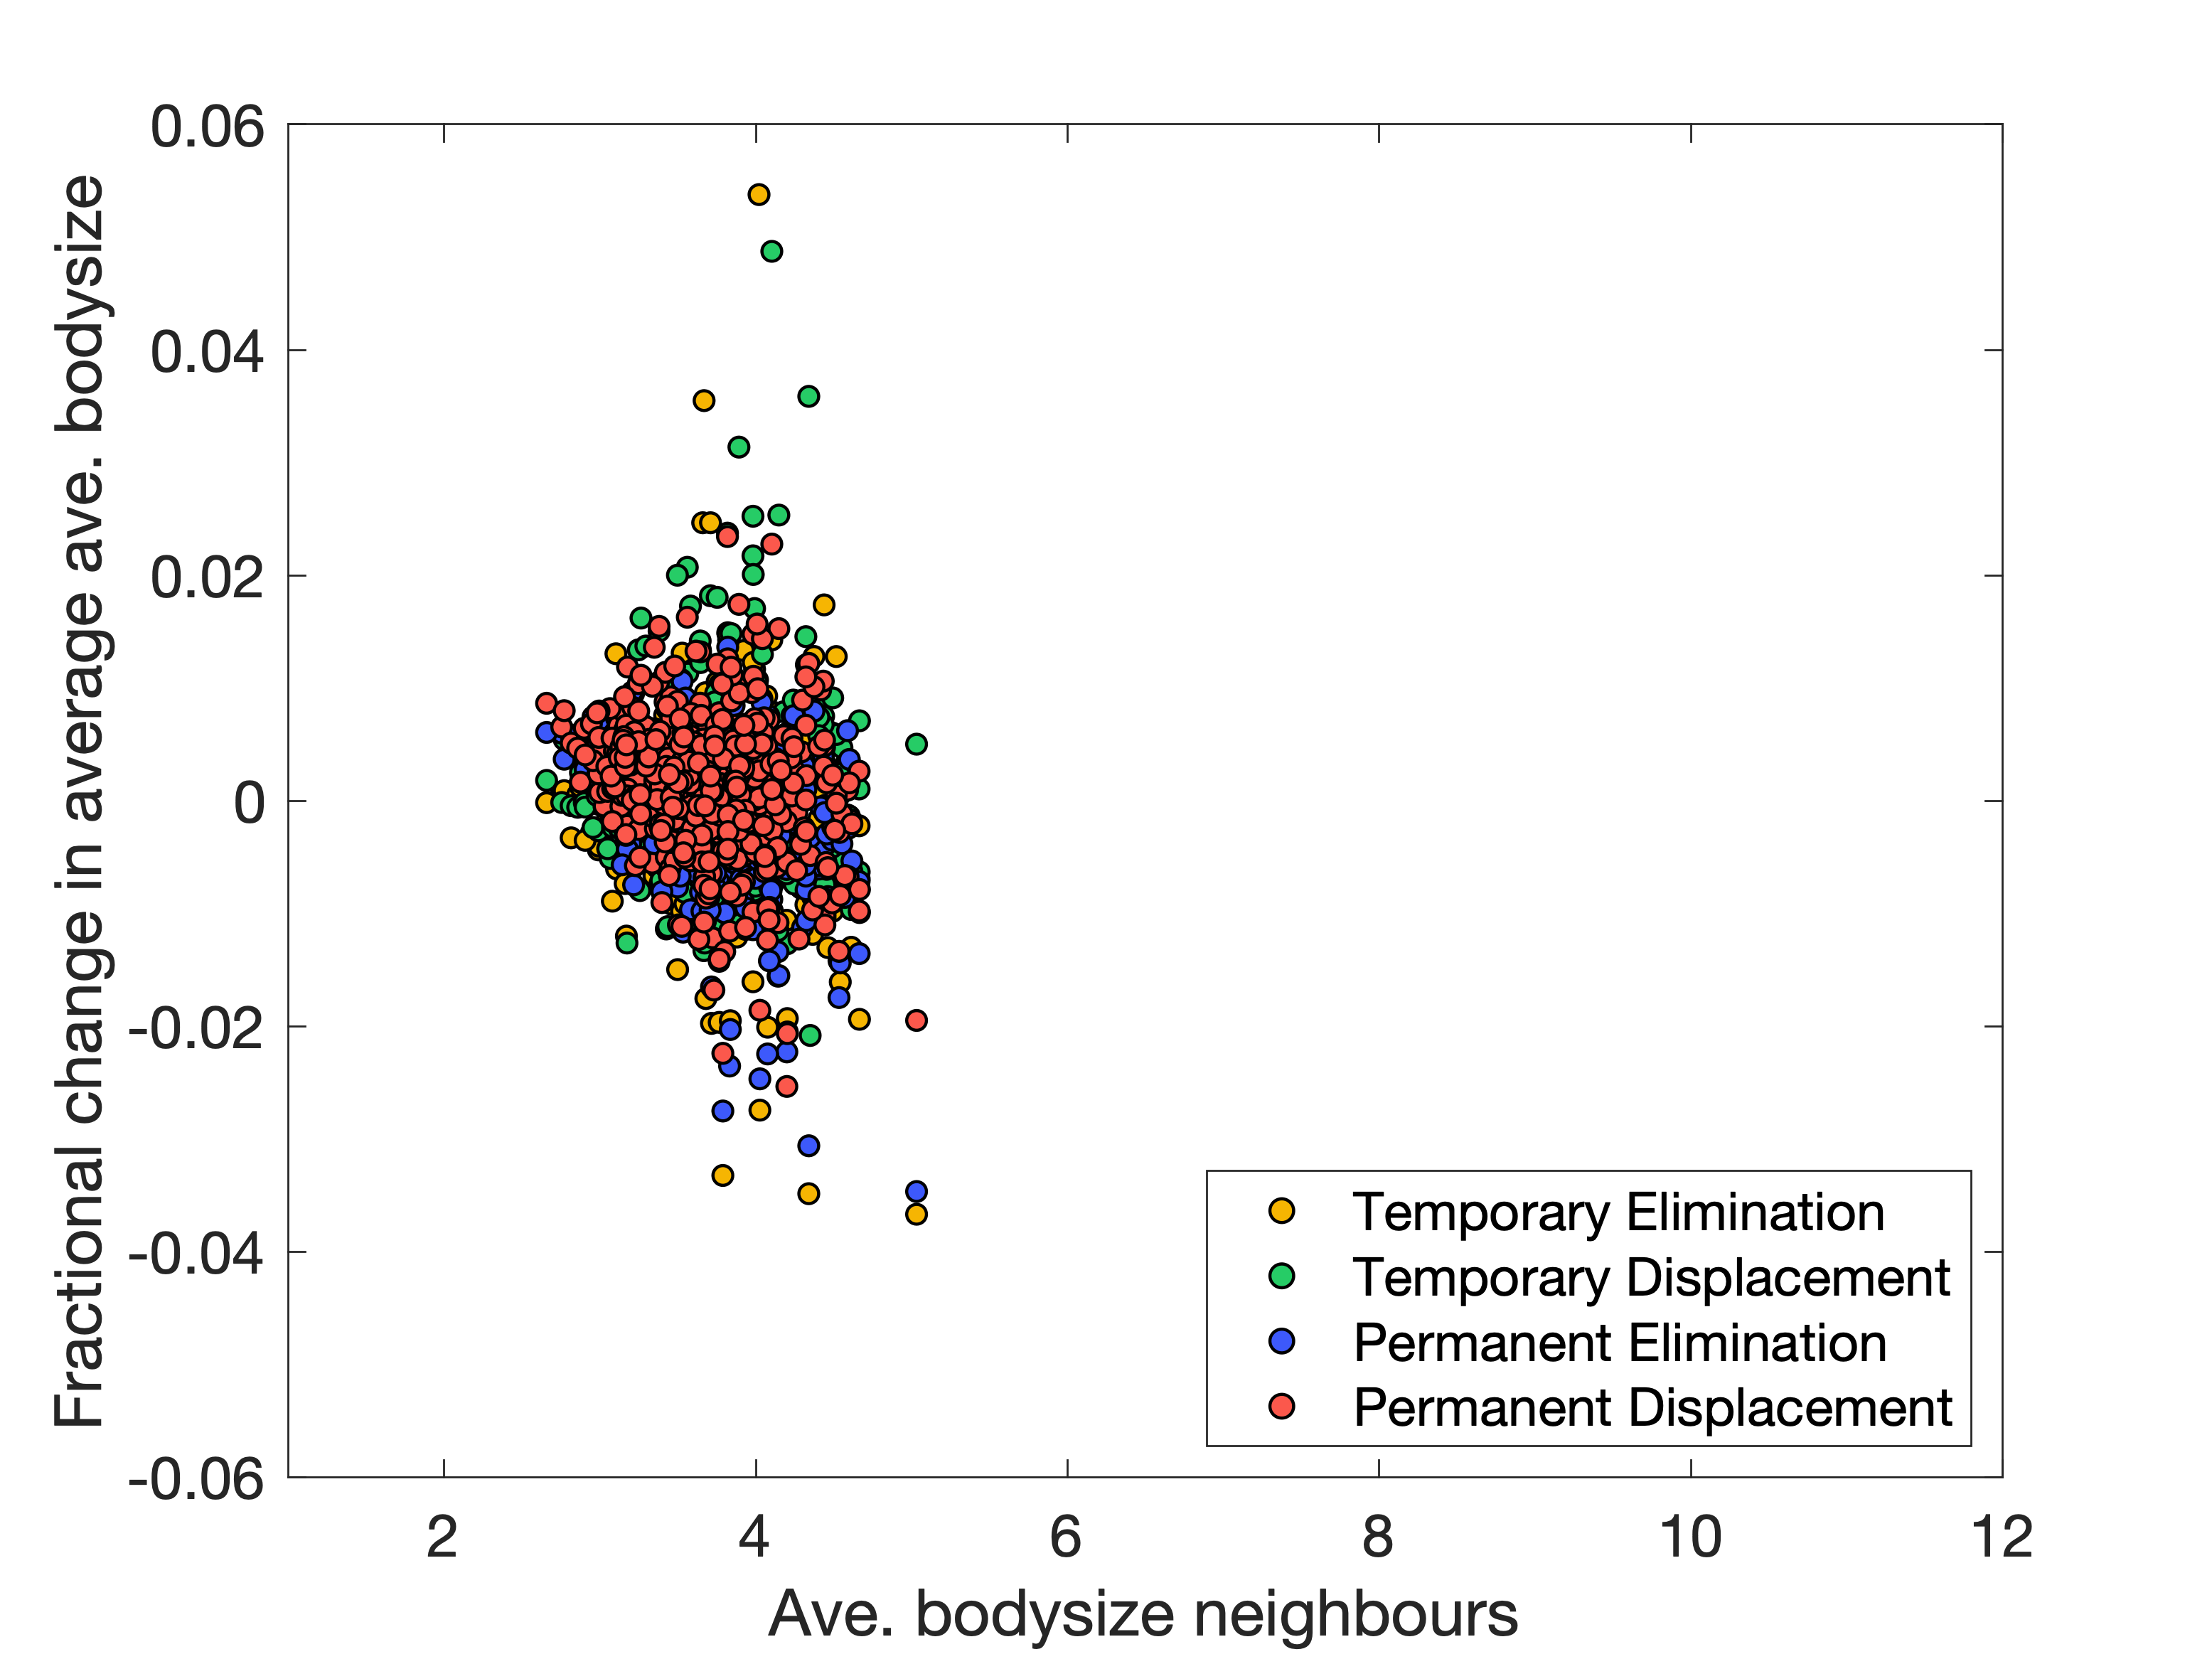 Fractional change in average ave. bodysize
0.06
0.04
0.02
0
-0.02
-0.04
-0.06
2
4
6
8
10
12
Ave. bodysize neighbours
Temporary Elimination
Temporary Displacement
Permanent Elimination
Permanent Displacement